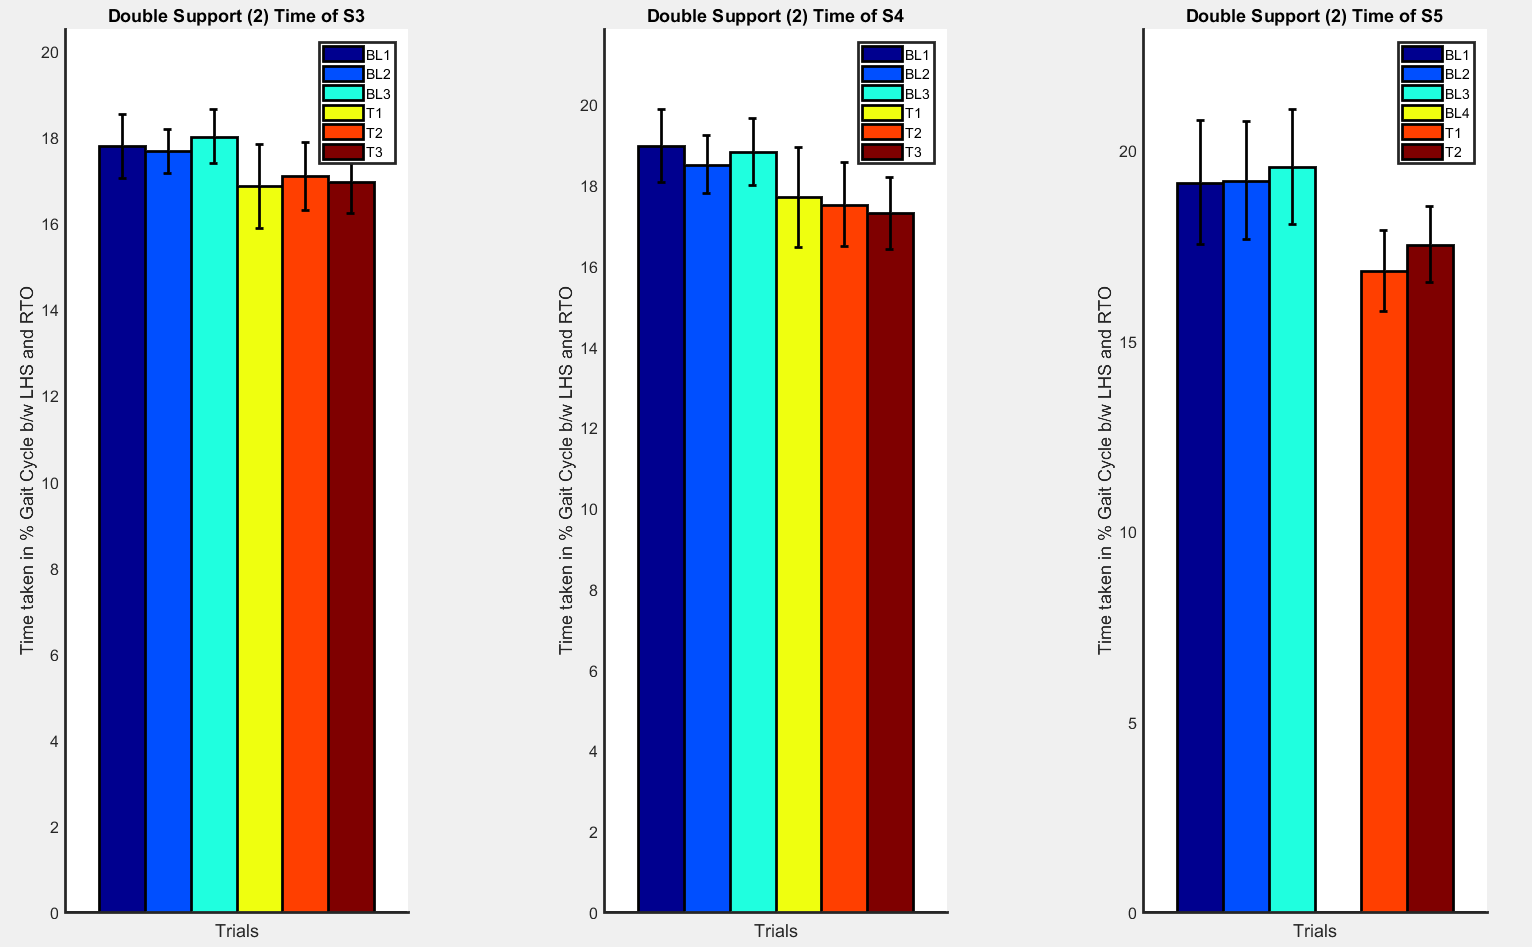 Double Support (2) Time of S3
Time taken in % Gait Cycle b/w LHS and RTO
20
18
16
14
12
10
8
6
4
2
0
BL1
BL2
BL3
T1
T2
T3
Trials
Double Support (2) Time of S4
Time taken in % Gait Cycle b/w LHS and RTO
20
18
16
14
12
10
8
6
4
2
0
BL1
BL2
BL3
T1
T2
T3
Trials
Double Support (2) Time of S5
Time taken in % Gait Cycle b/w LHS and RTO
20
15
10
5
0
BL1
BL2
BL3
BL4
T1
T2
Trials